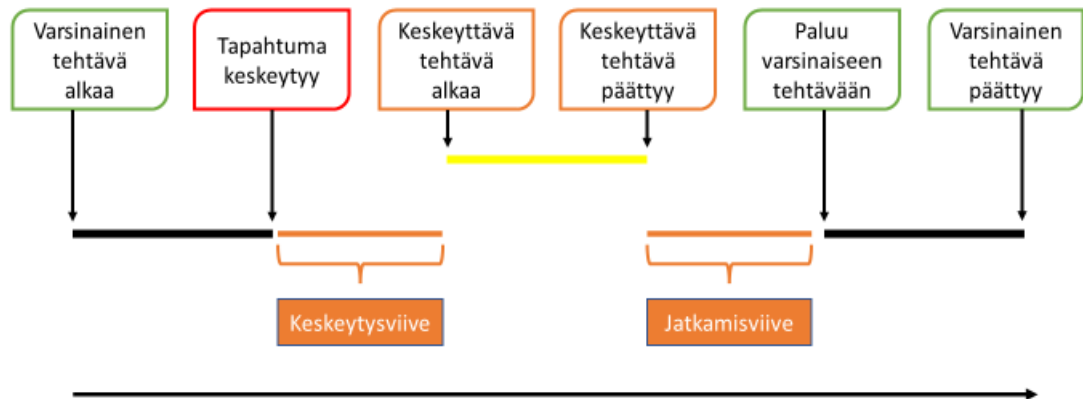 Varsinainen
tehtävä
alkaa
Tapahtuma
keskeytyy
Keskeyttävä
tehtävä
alkaa
Keskeyttävä
tehtävä
päättyy
Paluu
varsinaiseen
tehtävään
Varsinainen
tehtävä
päättyy
Keskeytysviive
Jatkamisviive